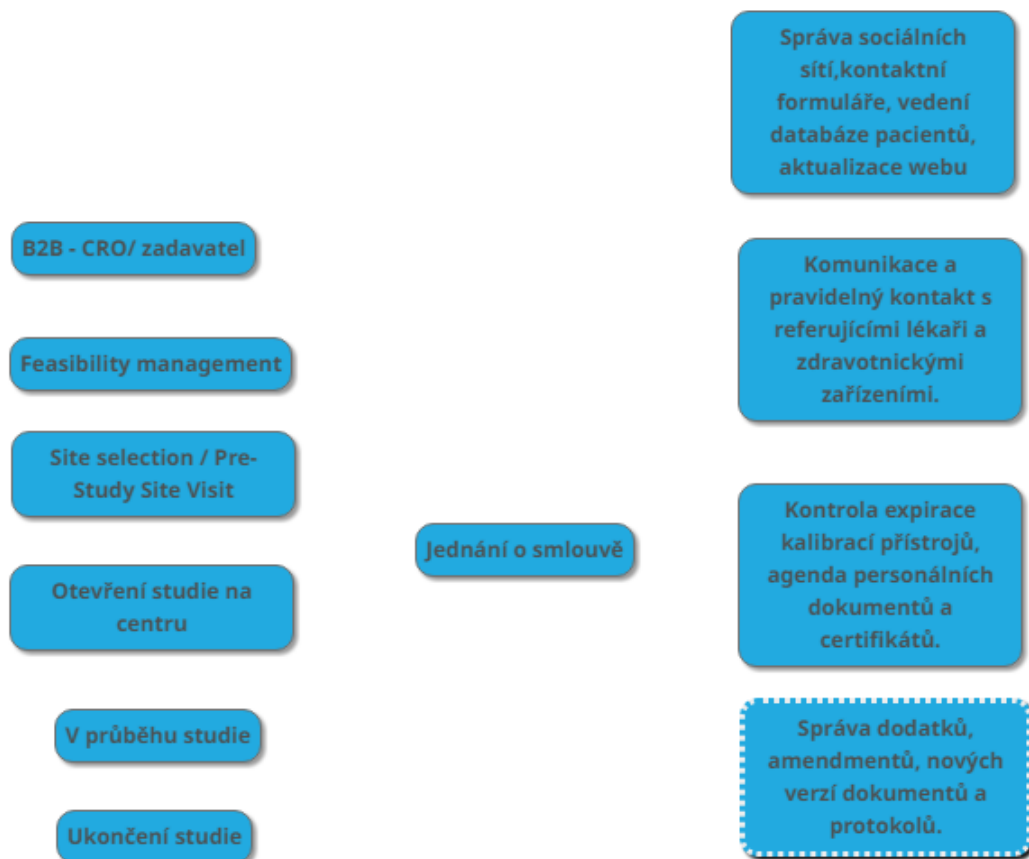 B2B - CRO/ zadavatel
Feasibility management
Site selection / Pre-
Study Site Visit
Otevření studie na
centru
V průběhu studie
Ukončení studie
Jednání o smlouvě
Správa sociálních
sítí,kontaktní
formuláře, vedení
databáze pacientů,
aktualizace webu
Komunikace a
pravidelný kontakt s
referujícími lékaři a
zdravotnickými
zařízeními.
Kontrola expirace
kalibrací přístrojů,
agenda personálních
dokumentů a
certifikátů.
Správa dodatků,
amendmentů, nových
verzí dokumentů a
protokolů.